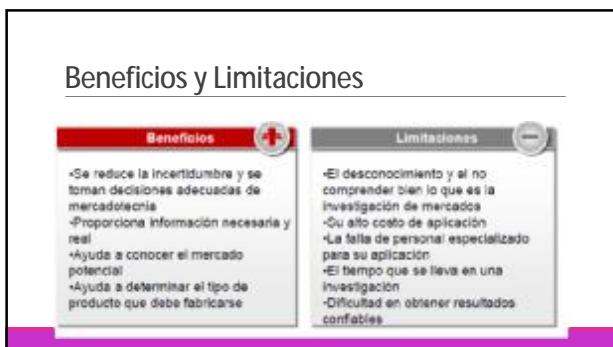 Beneficios y Limitaciones
Beneficios
•Se reduce la incertidumbre y se
toman decisiones adecuadas de
mercadotecnia
•Proporciona información necesaria y
real
•Ayuda a conocer el mercado
potencial
•Ayuda a determinar el tipo de
producto que debe fabricarse
Limitaciones
•El desconocimiento y el no
comprender bien lo que es la
investigación de mercados
•Su alto costo de aplicación
•La falta de personal especializado
para su aplicación
•El tiempo que se lleva en una
investigación
•Dificultad en obtener resultados
confiables